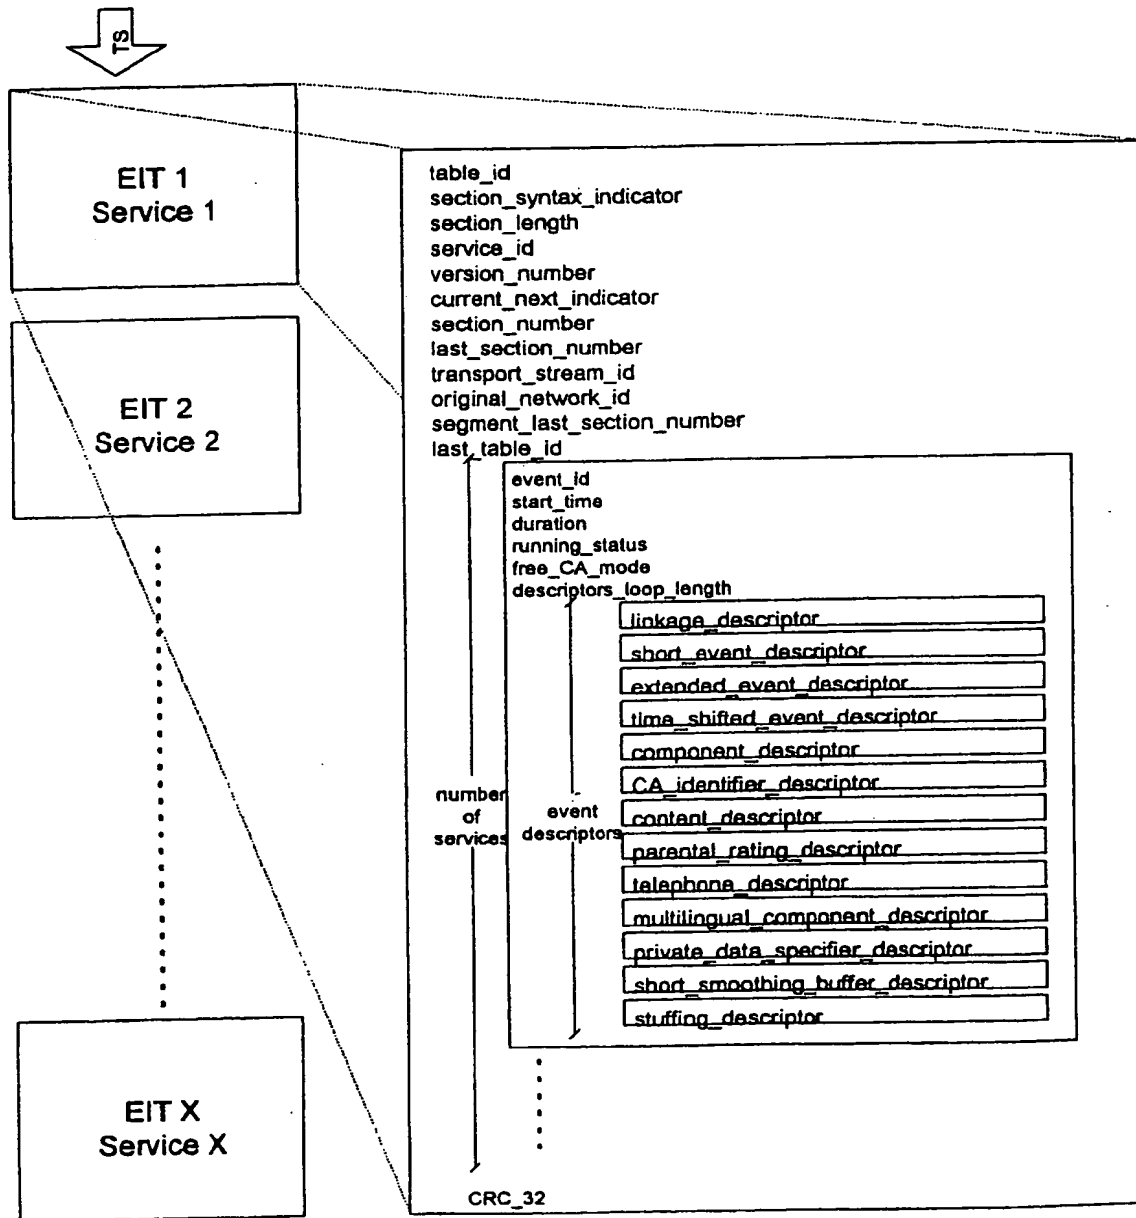 TS
EIT 1
Service 1
EIT 2
Service 2
EIT X
Service X
table_id
section_syntax_indicator
section_length
service_id
version_number
current_next_indicator
section_number
last_section_number
transport_stream_id
original_network_id
segment_last_section_number
last_table_id
event_id
start_time
duration
running_status
free_CA_mode
descriptors_loop_length
linkage_descriptor
short_event_descriptor
extended_event_descriptor
time_shifted_event_descriptor
component_descriptor
CA_identifier_descriptor
content_descriptor
parental_rating_descriptor
telephone_descriptor
multilingual_component_descriptor
private_data_specifier_descriptor
short_smoothing_buffer_descriptor
stuffing_descriptor
number
of
services
event
descriptors
CRC_32